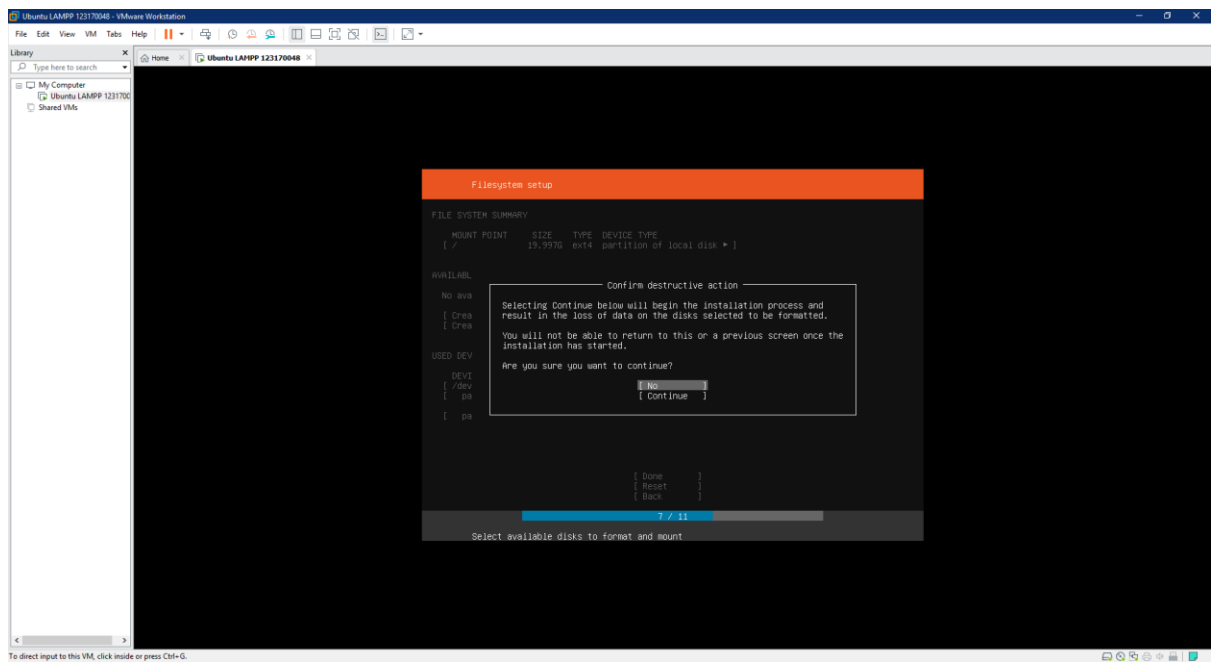 Ubuntu LAMPP 123170048 - VMware Workstation
File Edit View VM Tabs Help
Library
Home
Ubuntu LAMPP 123170048
Type here to search
My Computer
Ubuntu LAMPP 1231700
Shared VMs
Filesystem setup
FILE SYSTEM SUMMARY
MOUNT POINT SIZE TYPE DEVICE TYPE
[ / 19.997G ext4 partition of local disk ▸ ]
AVAILABL
No ava
[ Crea
[ Crea
USED DEV
DEVI
[ /dev
[ pa
[ pa
Confirm destructive action
Selecting Continue below will begin the installation process and
result in the loss of data on the disks selected to be formatted.
You will not be able to return to this or a previous screen once the
installation has started.
Are you sure you want to continue?
[ No ]
[ Continue ]
[ Done ]
[ Reset ]
[ Back ]
7 / 11
Select available disks to format and mount
To direct input to this VM, click inside or press Ctrl+G.